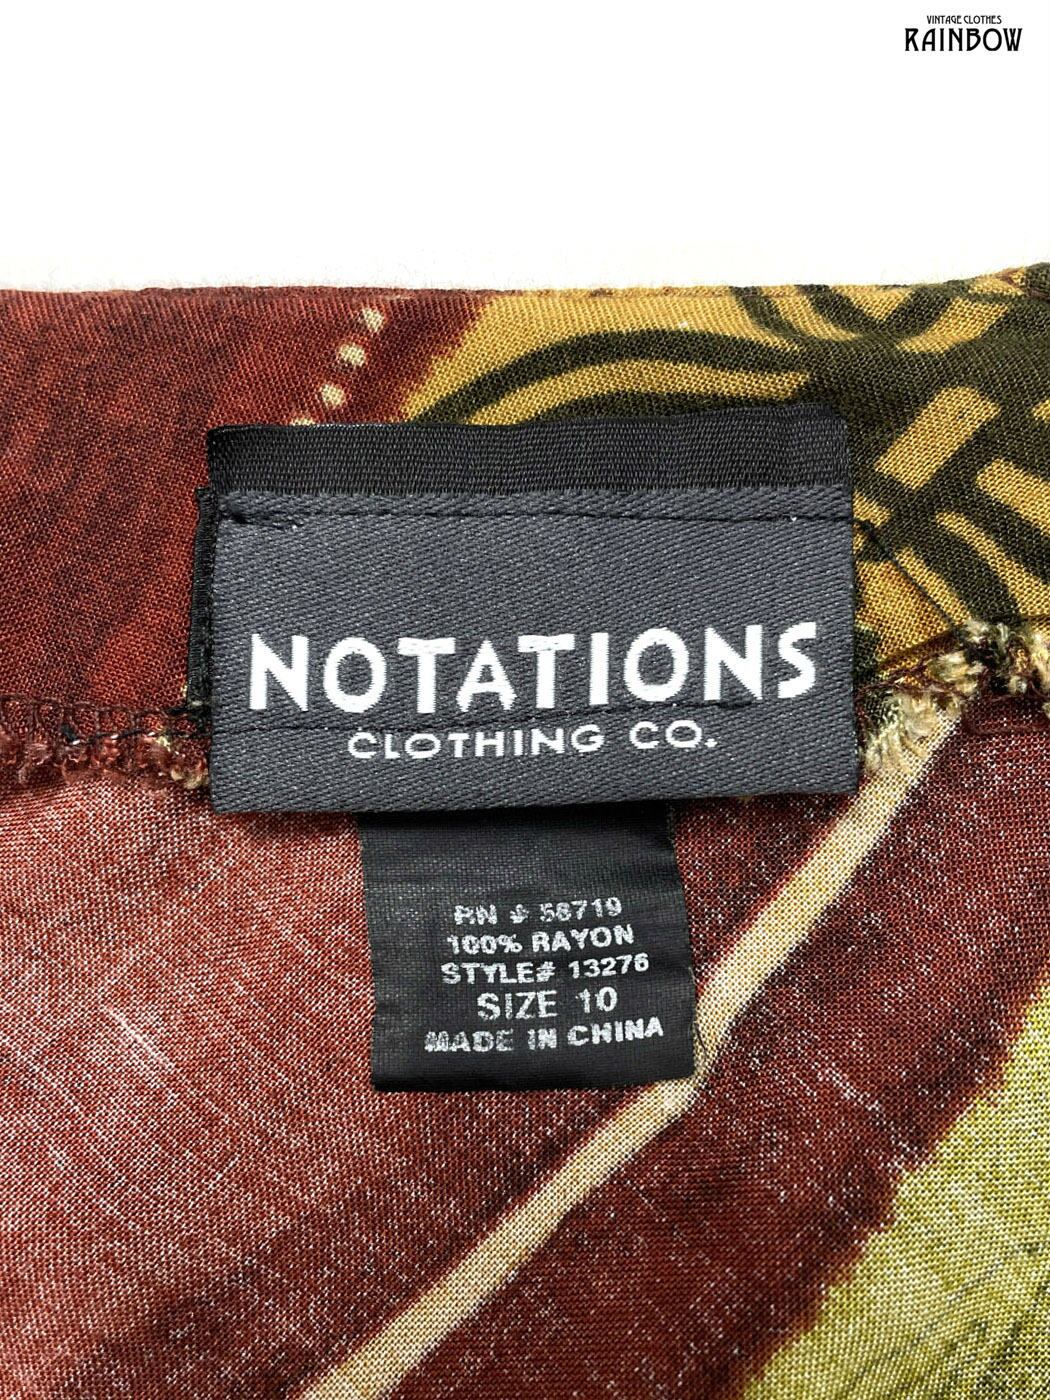 VINTAGE CLOTHES
RAINBOW
NOTATIONS
CLOTHING CO.
RN # 58719
100% RAYON
STYLE# 13276
SIZE 10
MADE IN CHINA